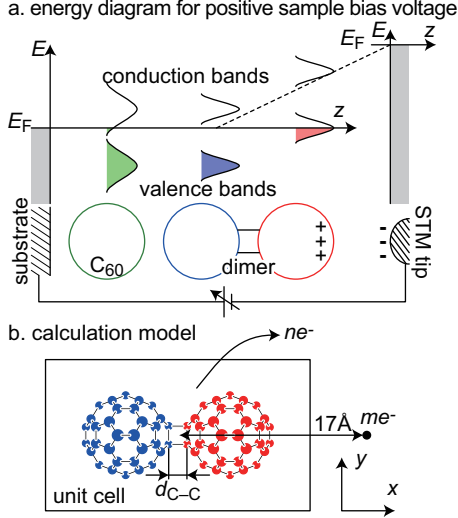 a. energy diagram for positive sample bias voltage
E
EF
E
z
conduction bands
EF
z
valence bands
substrate
C60
dimer
+++
---
STM tip
b. calculation model
ne-
17Å
me-
dC–C
unit cell
y
x